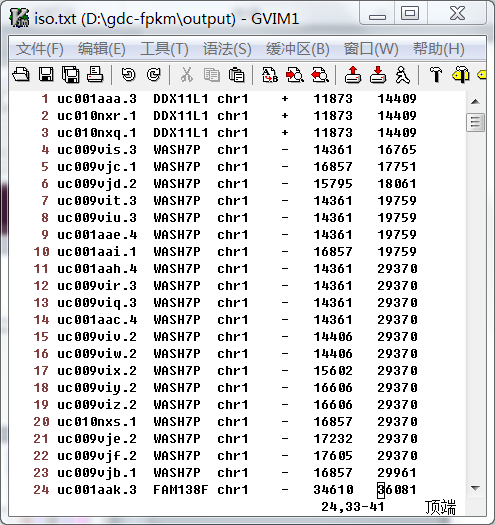 iso.txt (D:\gdc-fpkm\output) - GVIM1
文件(F) 编辑(E) 工具(T) 语法(S) 缓冲区(B) 窗口(W) 帮助(H)
1 uc001aaa.3 DDX11L1 chr1 + 11873 14409
2 uc010nxr.1 DDX11L1 chr1 + 11873 14409
3 uc010nxq.1 DDX11L1 chr1 + 11873 14409
4 uc009vis.3 WASH7P chr1 - 14361 16765
5 uc009vjc.1 WASH7P chr1 - 16857 17751
6 uc009vjd.2 WASH7P chr1 - 15795 18061
7 uc009vit.3 WASH7P chr1 - 14361 19759
8 uc009viu.3 WASH7P chr1 - 14361 19759
9 uc001aae.4 WASH7P chr1 - 14361 19759
10 uc001aai.1 WASH7P chr1 - 16857 19759
11 uc001aah.4 WASH7P chr1 - 14361 29370
12 uc009vir.3 WASH7P chr1 - 14361 29370
13 uc009viq.3 WASH7P chr1 - 14361 29370
14 uc001aac.4 WASH7P chr1 - 14361 29370
15 uc009viv.2 WASH7P chr1 - 14406 29370
16 uc009viw.2 WASH7P chr1 - 14406 29370
17 uc009vix.2 WASH7P chr1 - 15602 29370
18 uc009viy.2 WASH7P chr1 - 16606 29370
19 uc009viz.2 WASH7P chr1 - 16606 29370
20 uc010nxs.1 WASH7P chr1 - 16857 29370
21 uc009vje.2 WASH7P chr1 - 17232 29370
22 uc009vjf.2 WASH7P chr1 - 17605 29370
23 uc009vjb.1 WASH7P chr1 - 16857 29961
24 uc001aak.3 FAM138F chr1 - 34610 36081
24,33-41 顶端